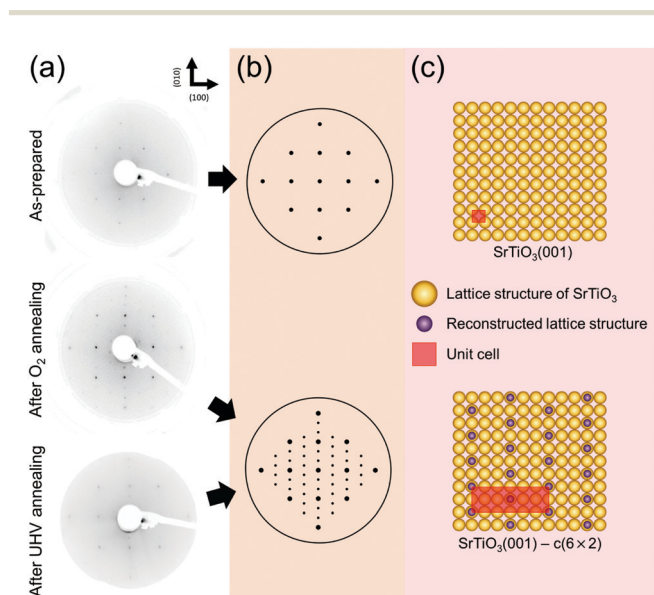 (a)
(010)
(100)
(b)
(c)
As-prepared
SrTiO₃(001)
Lattice structure of SrTiO₃
Reconstructed lattice structure
Unit cell
After O₂ annealing
After UHV annealing
SrTiO₃(001) – c(6×2)